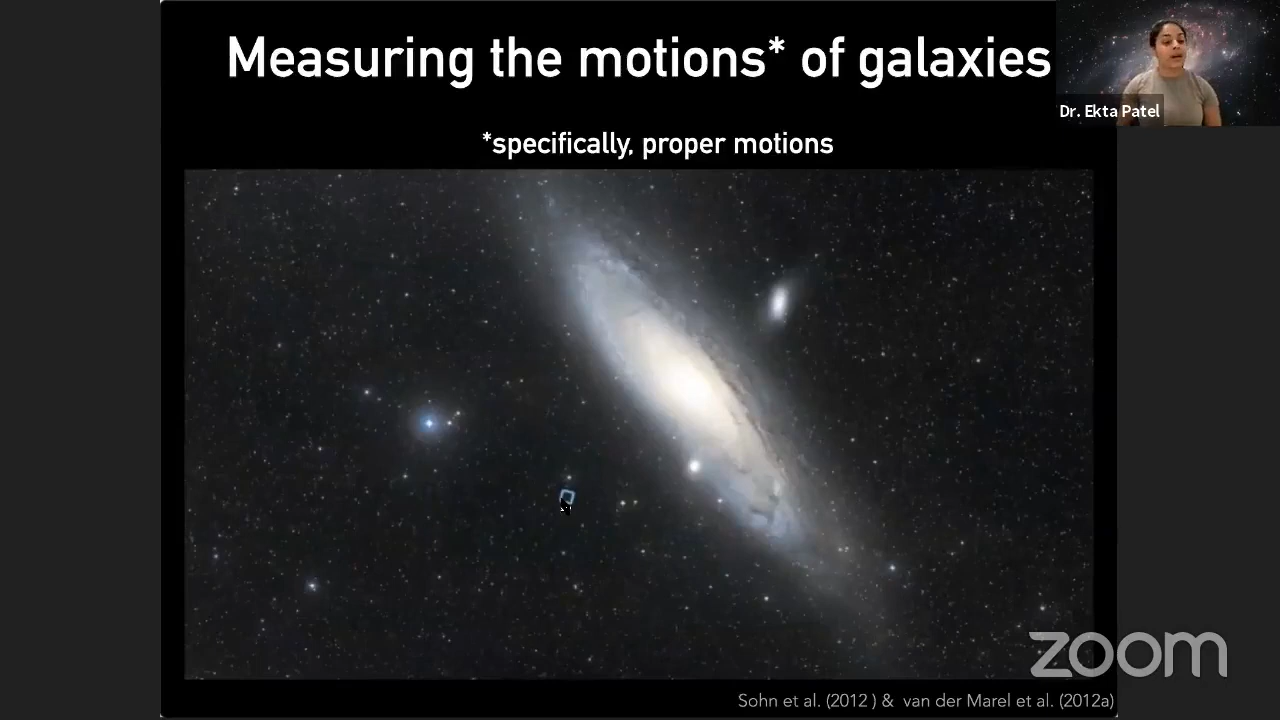 Measuring the motions* of galaxies
Dr. Ekta Patel
*specifically, proper motions
zoom
Sohn et al. (2012 ) & van der Marel et al. (2012a)